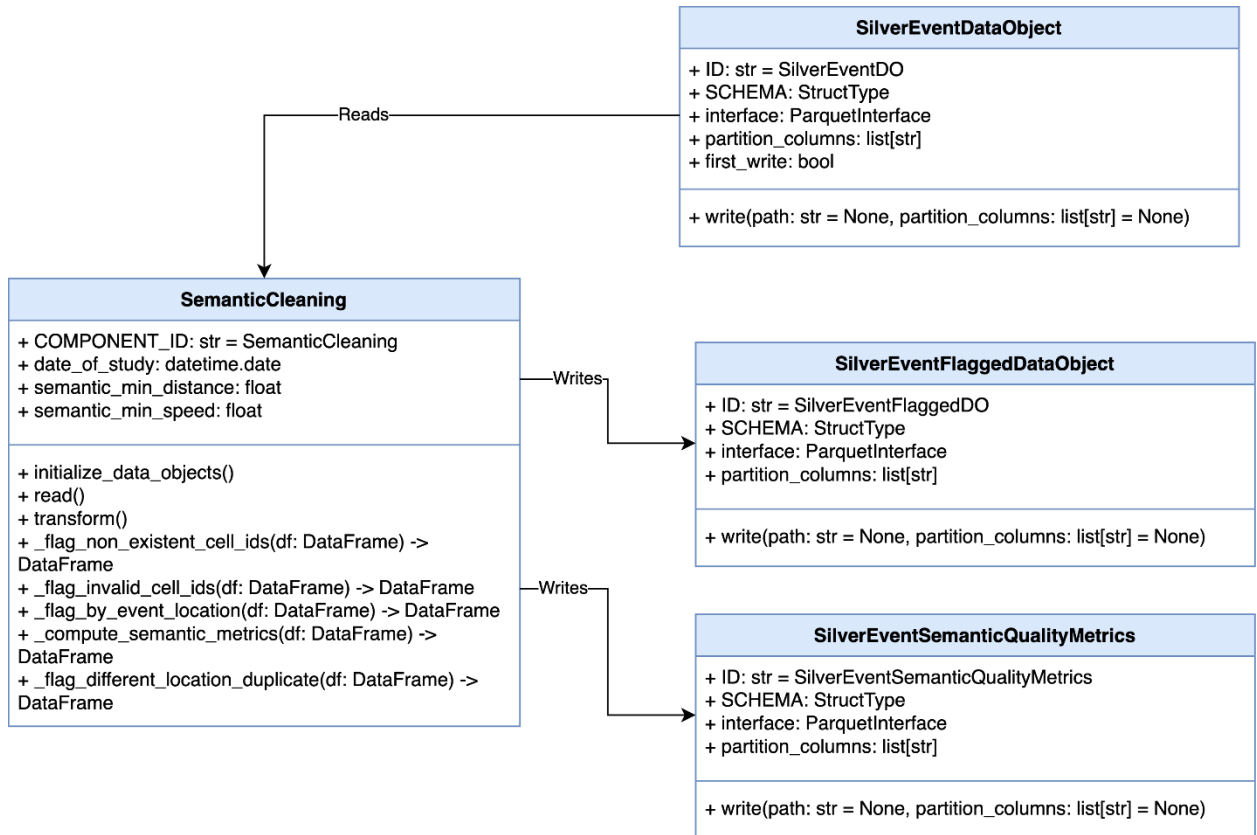 SilverEventDataObject
+ ID: str = SilverEventDO
+ SCHEMA: StructType
+ interface: ParquetInterface
+ partition_columns: list[str]
+ first_write: bool
+ write(path: str = None, partition_columns: list[str] = None)
Reads
SemanticCleaning
+ COMPONENT_ID: str = SemanticCleaning
+ date_of_study: datetime.date
+ semantic_min_distance: float
+ semantic_min_speed: float
+ initialize_data_objects()
+ read()
+ transform()
+ _flag_non_existent_cell_ids(df: DataFrame) ->
DataFrame
+ _flag_invalid_cell_ids(df: DataFrame) -> DataFrame
+ _flag_by_event_location(df: DataFrame) -> DataFrame
+ _compute_semantic_metrics(df: DataFrame) ->
DataFrame
+ _flag_different_location_duplicate(df: DataFrame) ->
DataFrame
Writes
SilverEventFlaggedDataObject
+ ID: str = SilverEventFlaggedDO
+ SCHEMA: StructType
+ interface: ParquetInterface
+ partition_columns: list[str]
+ write(path: str = None, partition_columns: list[str] = None)
Writes
SilverEventSemanticQualityMetrics
+ ID: str = SilverEventSemanticQualityMetrics
+ SCHEMA: StructType
+ interface: ParquetInterface
+ partition_columns: list[str]
+ write(path: str = None, partition_columns: list[str] = None)